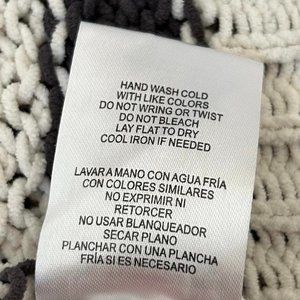 HAND WASH COLD
WITH LIKE COLORS
DO NOT WRING OR TWIST
DO NOT BLEACH
LAY FLAT TO DRY
COOL IRON IF NEEDED
LAVAR A MANO CON AGUA FRÍA
CON COLORES SIMILARES
NO EXPRIMIR NI
RETORCER
NO USAR BLANQUEADOR
SECAR PLANO
PLANCHAR CON UNA PLANCHA
FRÍA SI ES NECESARIO